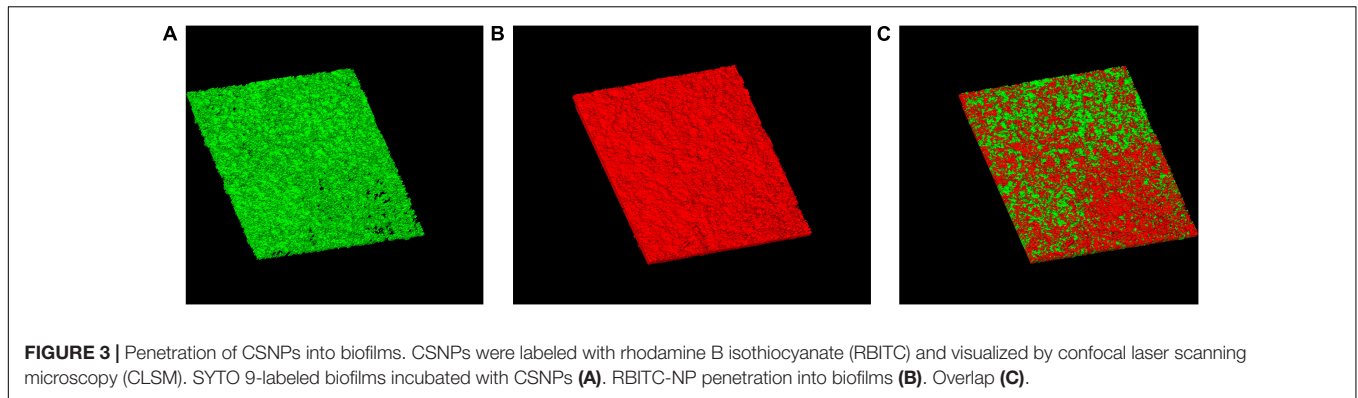 A B C
FIGURE 3 | Penetration of CSNPs into biofilms. CSNPs were labeled with rhodamine B isothiocyanate (RBITC) and visualized by confocal laser scanning
microscopy (CLSM). SYTO 9-labeled biofilms incubated with CSNPs (A). RBITC-NP penetration into biofilms (B). Overlap (C).